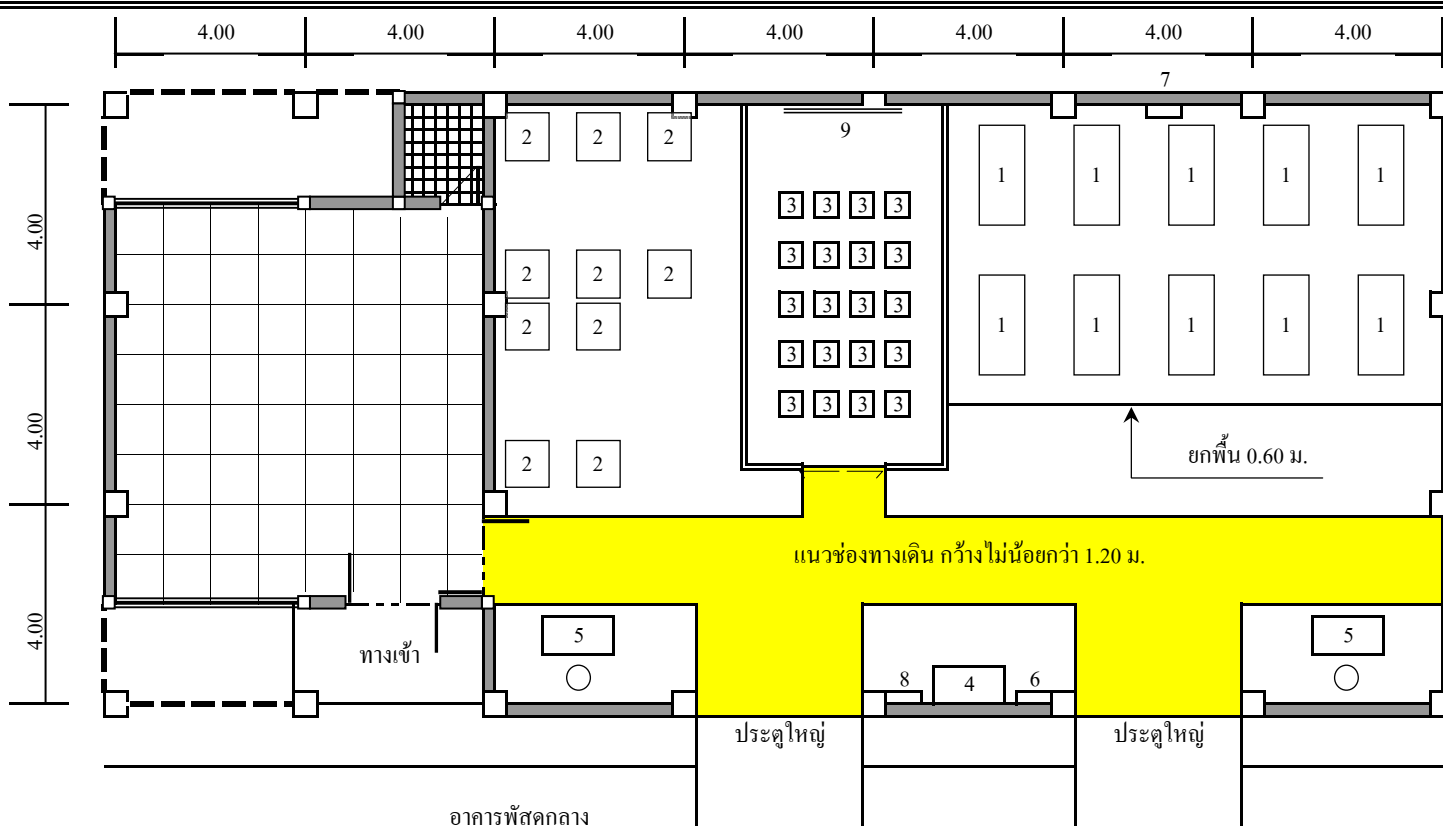 4.00 4.00 4.00 4.00 4.00 4.00 4.00
7
9
2 2 2
1 1 1 1 1
3 3 3 3
4.00
3 3 3 3
2 2 2
3 3 3 3
2 2
1 1 1 1 1
3 3 3 3
3 3 3 3
4.00
ยกพื้น 0.60 ม.
2 2
แนวช่องทางเดิน กว้างไม่น้อยกว่า 1.20 ม.
4.00
5 5
ทางเข้า
8 4 6
ประตูใหญ่ ประตูใหญ่
อาคารพัสดุกลาง